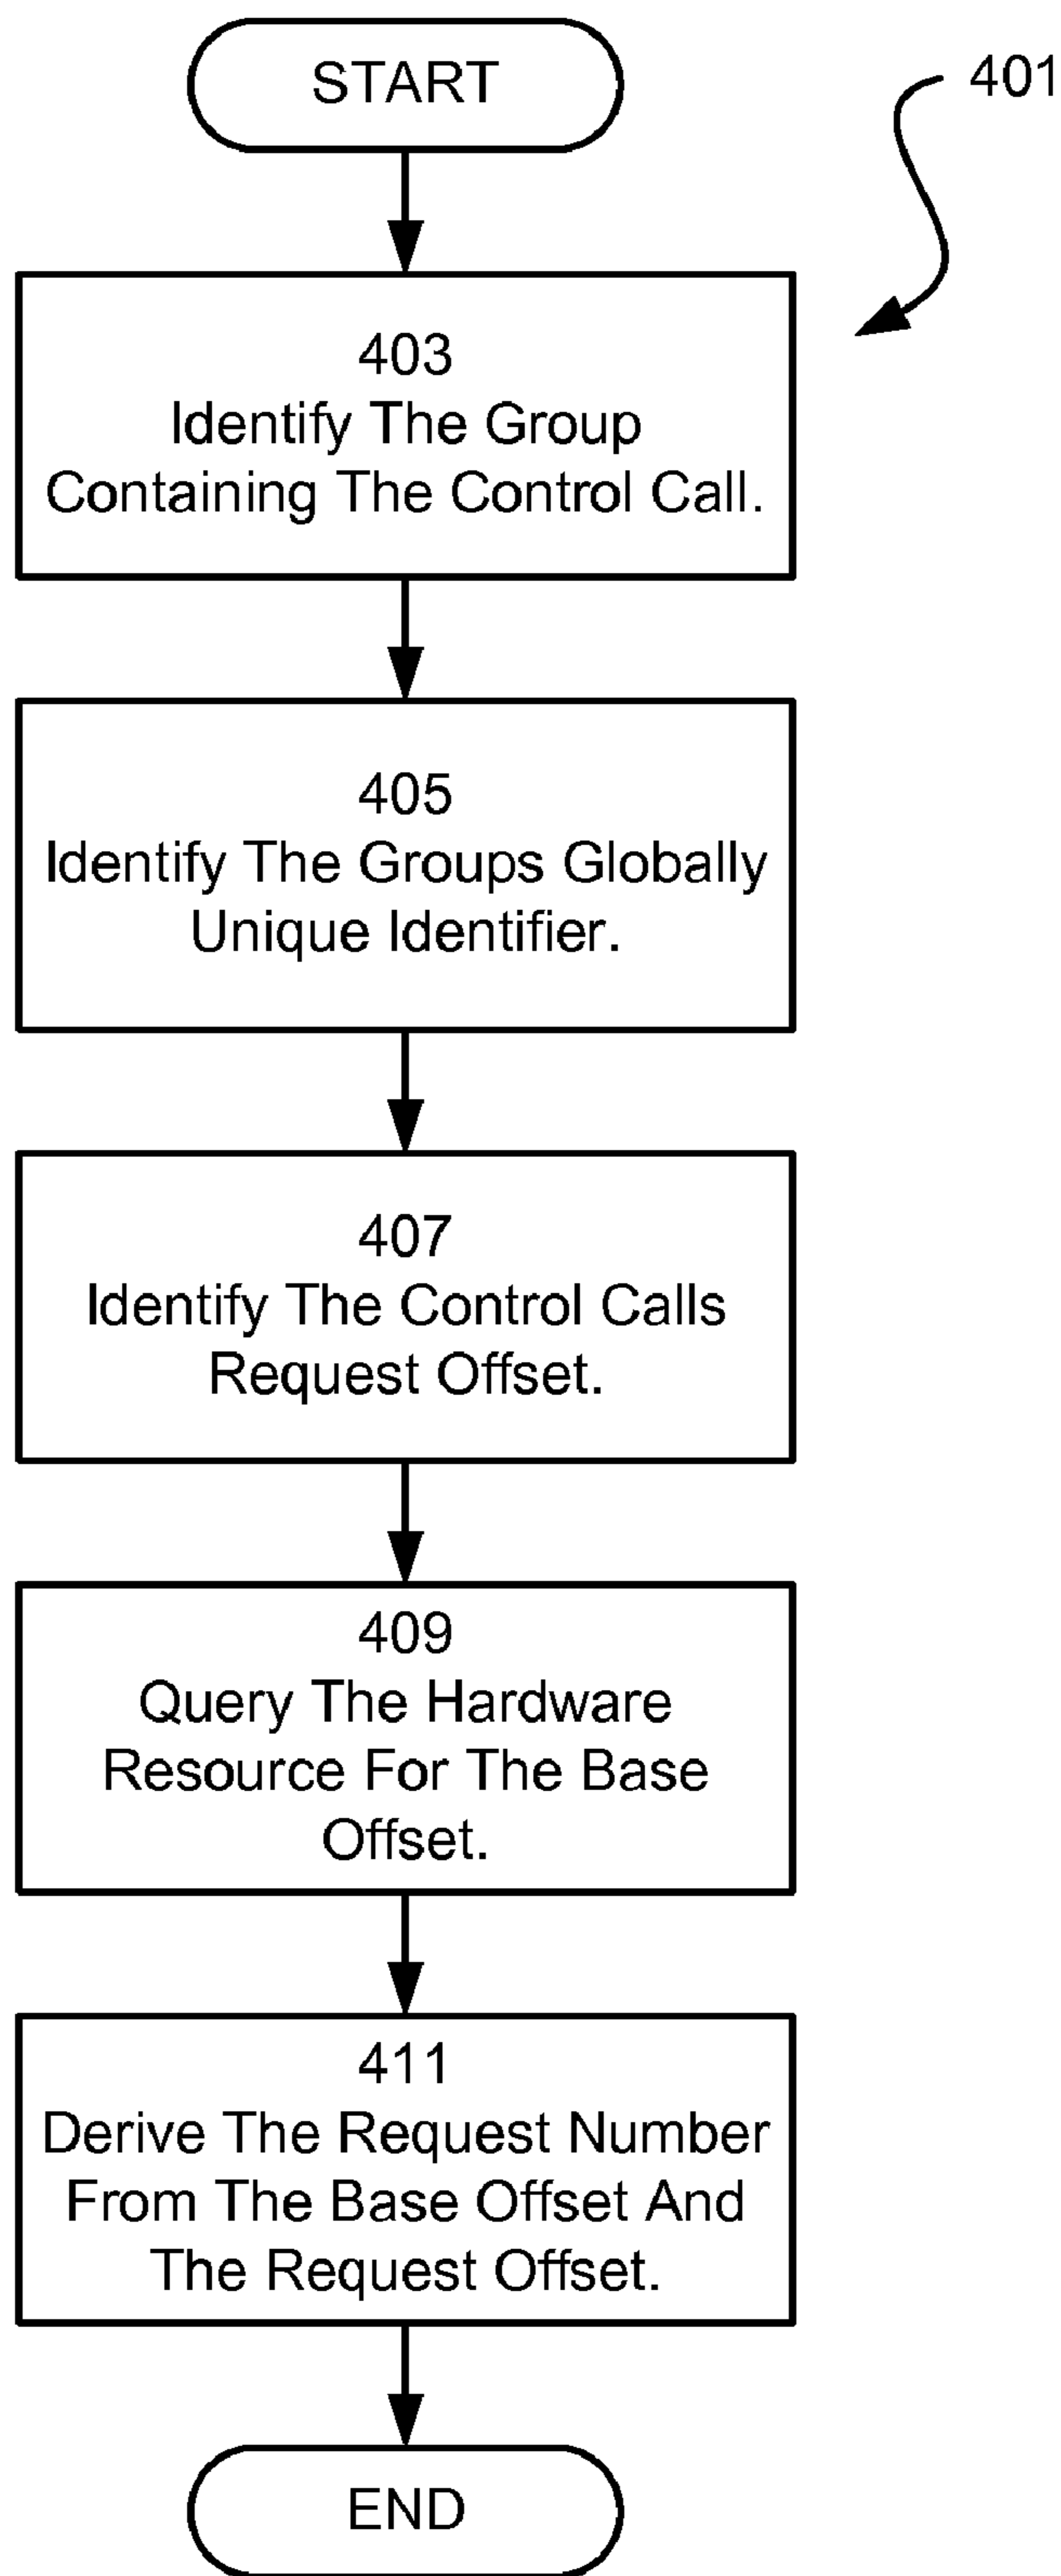 START
401
403
Identify The Group
Containing The Control Call.
405
Identify The Groups Globally
Unique Identifier.
407
Identify The Control Calls
Request Offset.
409
Query The Hardware
Resource For The Base
Offset.
411
Derive The Request Number
From The Base Offset And
The Request Offset.
END